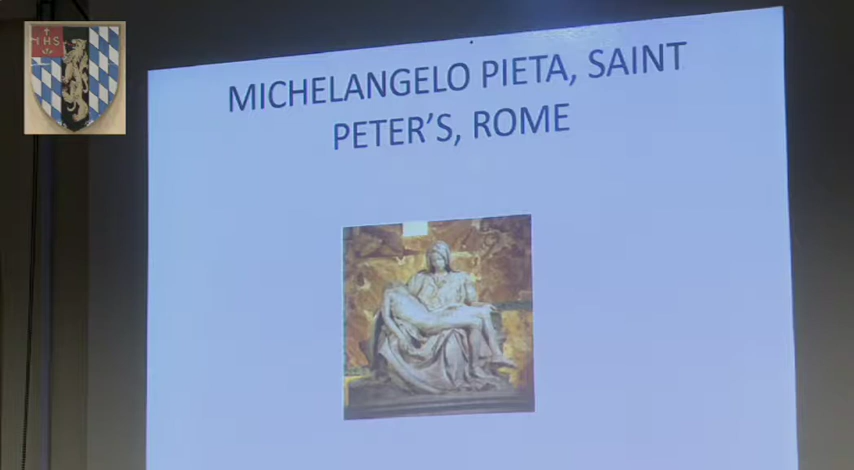 IHS
MICHELANGELO PIETA, SAINT
PETER'S, ROME